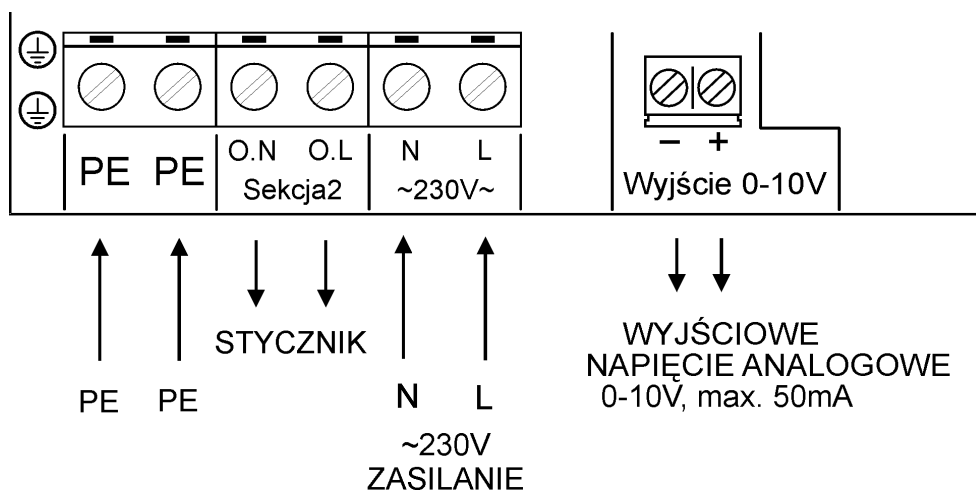 PE PE O.N O.L N L
Sekcja2 ~230V~
− +
Wyjście 0-10V
STYCZNIK
PE PE N L
~230V
ZASILANIE
WYJŚCIOWE
NAPIĘCIE ANALOGOWE
0-10V, max. 50mA